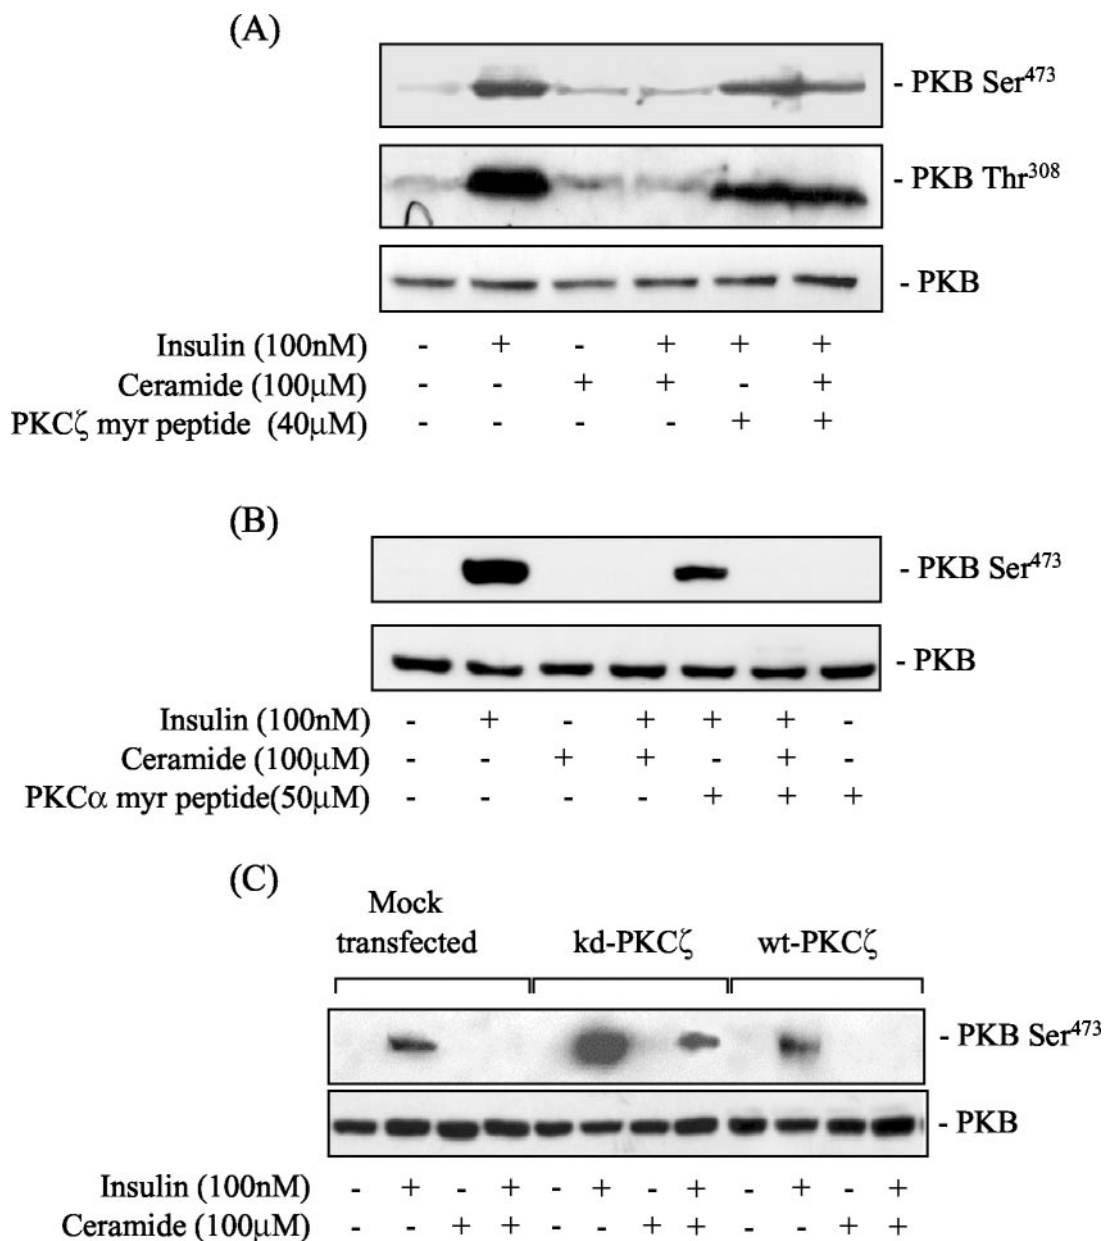 (A)
- PKB Ser473
- PKB Thr308
- PKB
Insulin (100nM) - + - + + +
Ceramide (100μM) - - + + - +
PKCζ myr peptide (40μM) - - - - + +
(B)
- PKB Ser473
- PKB
Insulin (100nM) - + - + + + -
Ceramide (100μM) - - + + - + -
PKCα myr peptide(50μM) - - - - + + +
(C)
Mock
transfected kd-PKCζ wt-PKCζ
- PKB Ser473
- PKB
Insulin (100nM) - + - + - + - + - + - +
Ceramide (100μM) - - + + - - + + - - + +